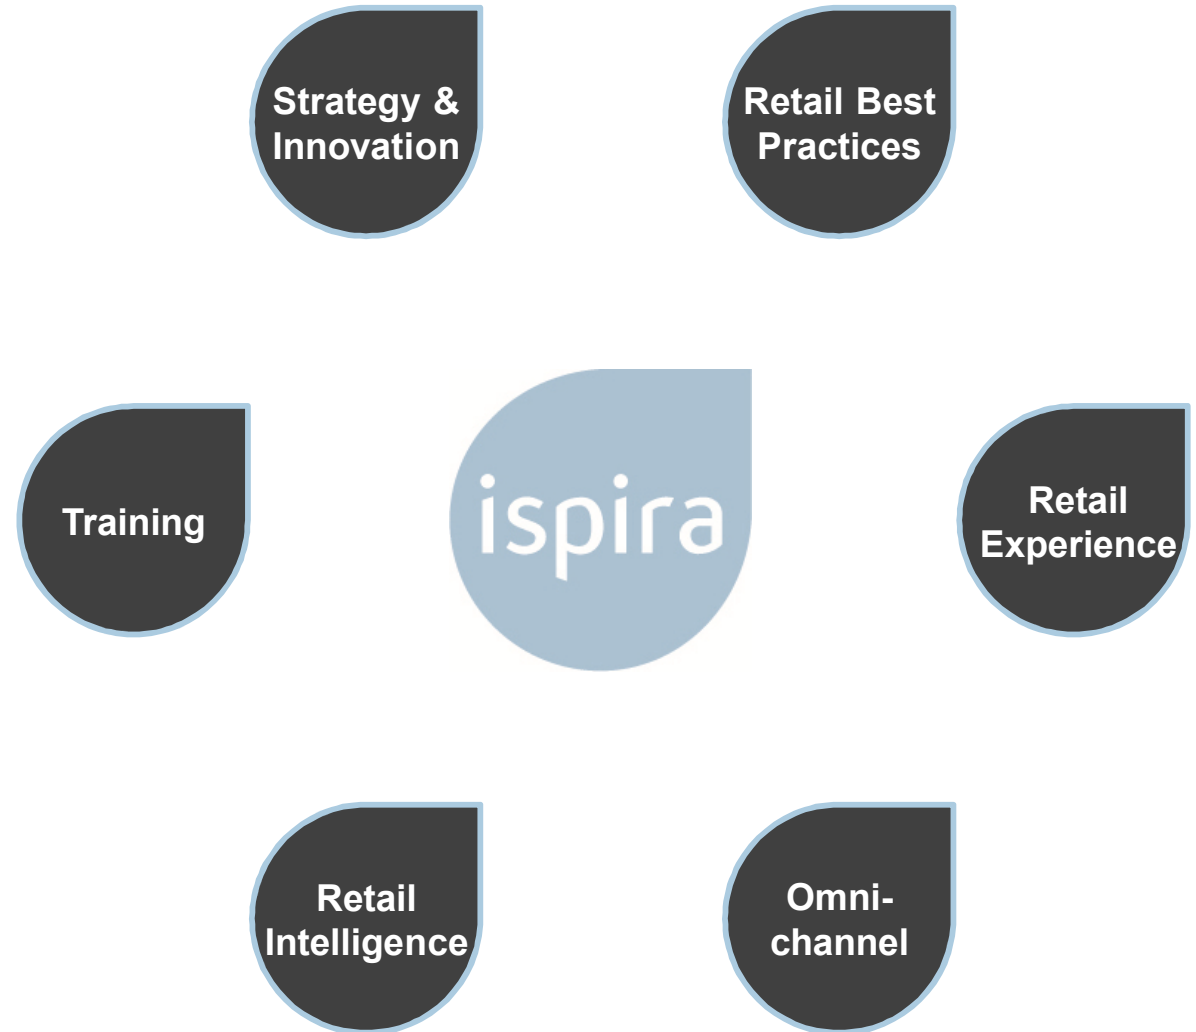 Strategy &
Innovation
Retail Best
Practices
Training
ispira
Retail
Experience
Retail
Intelligence
Omni-
channel